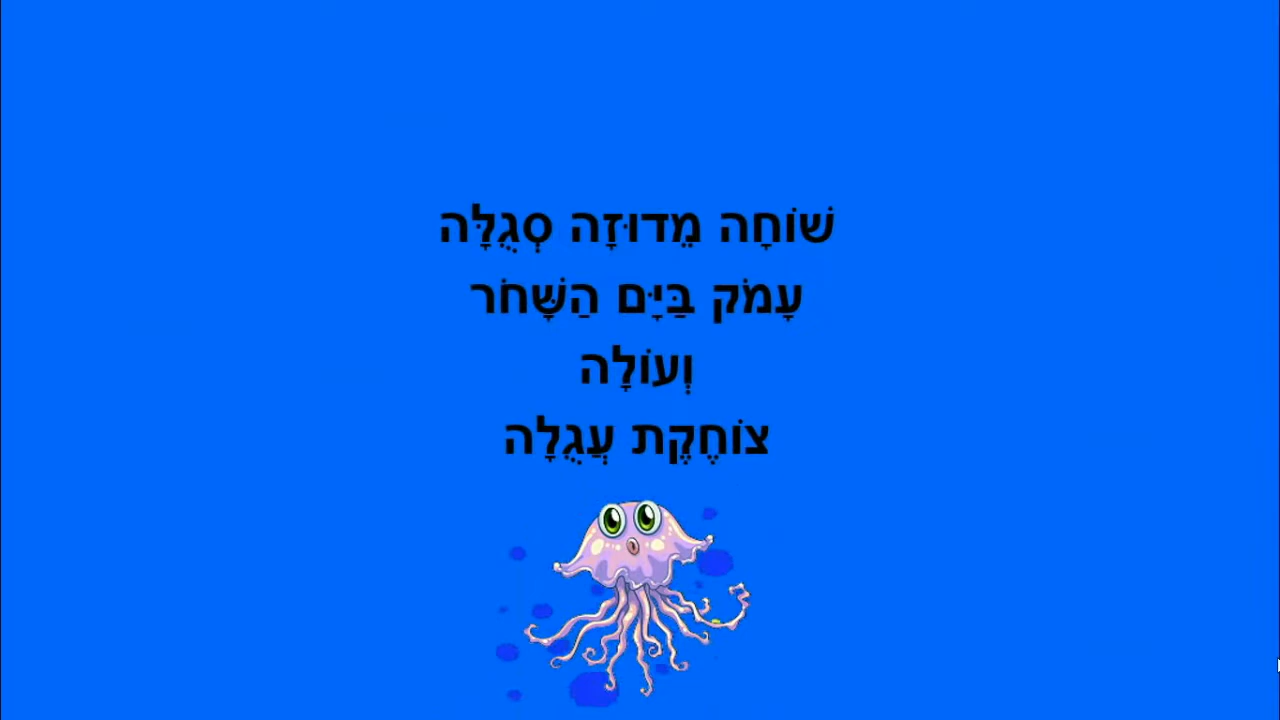 שׁוֹחָה מֵדוּזָה סְגֻלָּה
עָמֹק בַּיָּם הַשָּׁחֹר
וְעוֹלָה
צוֹחֶקֶת עֲגֻלָה